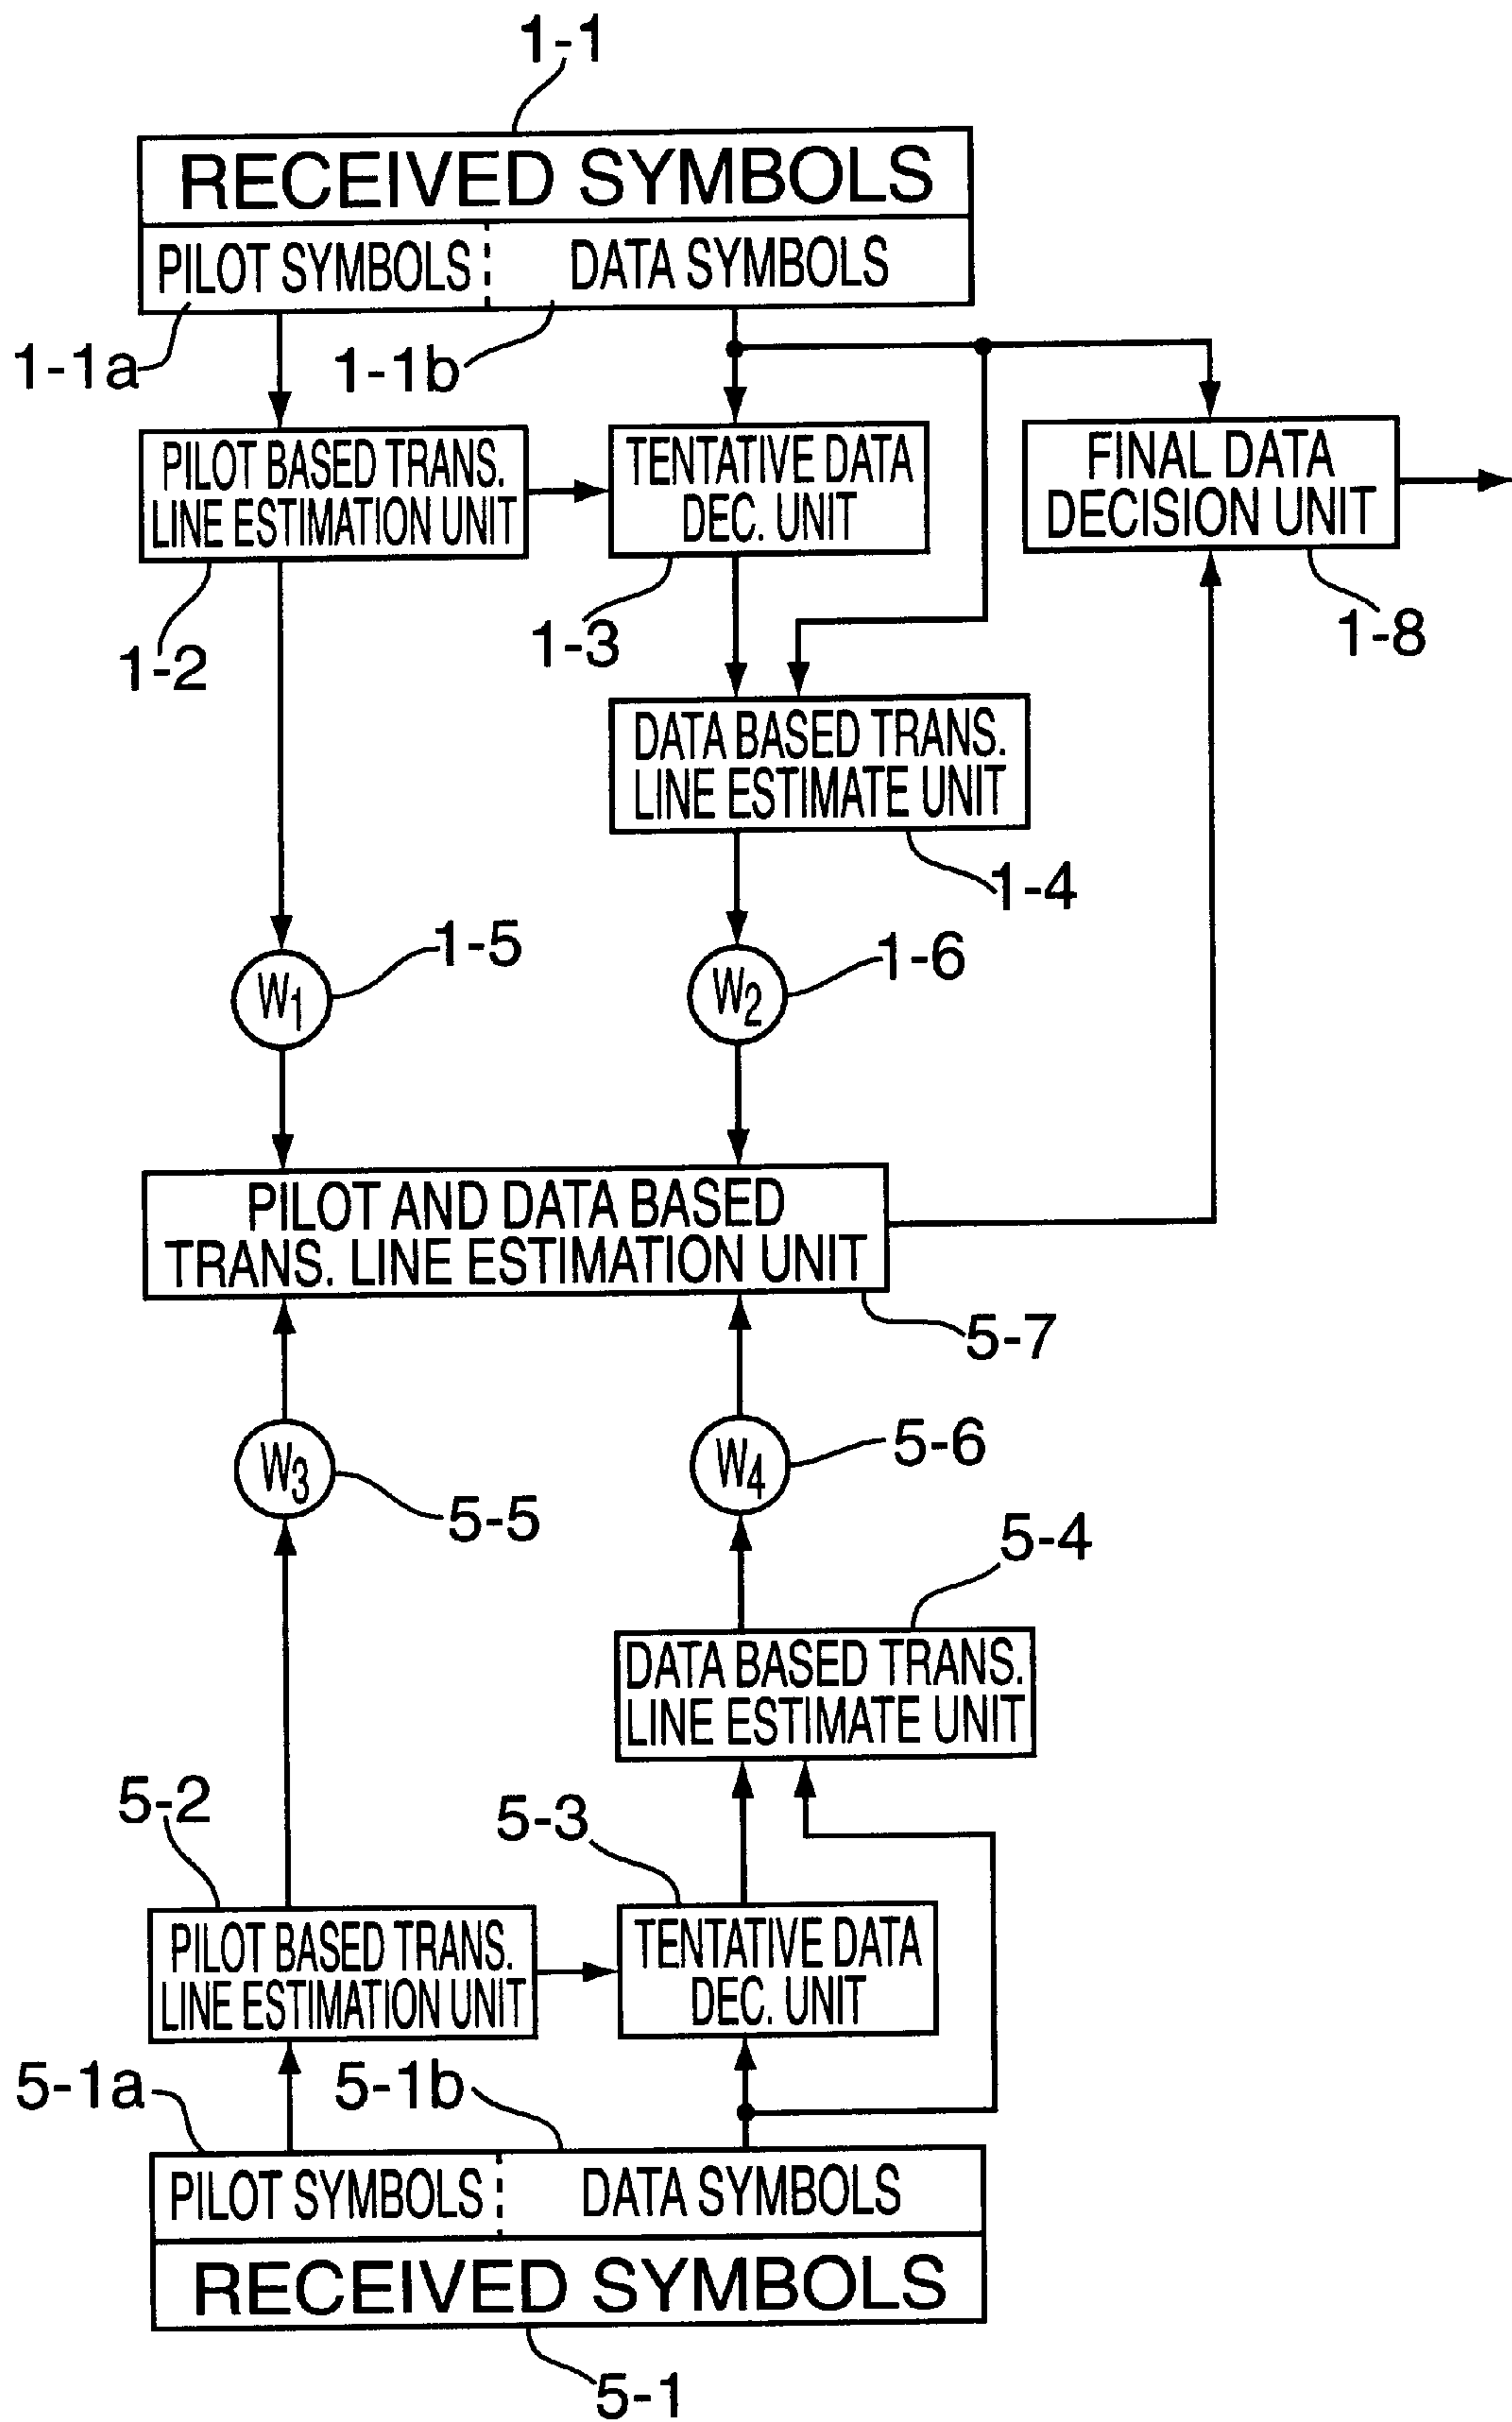 1-1
RECEIVED SYMBOLS
PILOT SYMBOLS
DATA SYMBOLS
1-1a
1-1b
PILOT BASED TRANS.
LINE ESTIMATION UNIT
TENTATIVE DATA
DEC. UNIT
FINAL DATA
DECISION UNIT
1-2
1-3
1-8
DATA BASED TRANS.
LINE ESTIMATE UNIT
1-4
W1
1-5
W2
1-6
PILOT AND DATA BASED
TRANS. LINE ESTIMATION UNIT
5-7
W3
5-5
W4
5-6
5-4
DATA BASED TRANS.
LINE ESTIMATE UNIT
5-2
5-3
PILOT BASED TRANS.
LINE ESTIMATION UNIT
TENTATIVE DATA
DEC. UNIT
5-1a
5-1b
PILOT SYMBOLS
DATA SYMBOLS
RECEIVED SYMBOLS
5-1